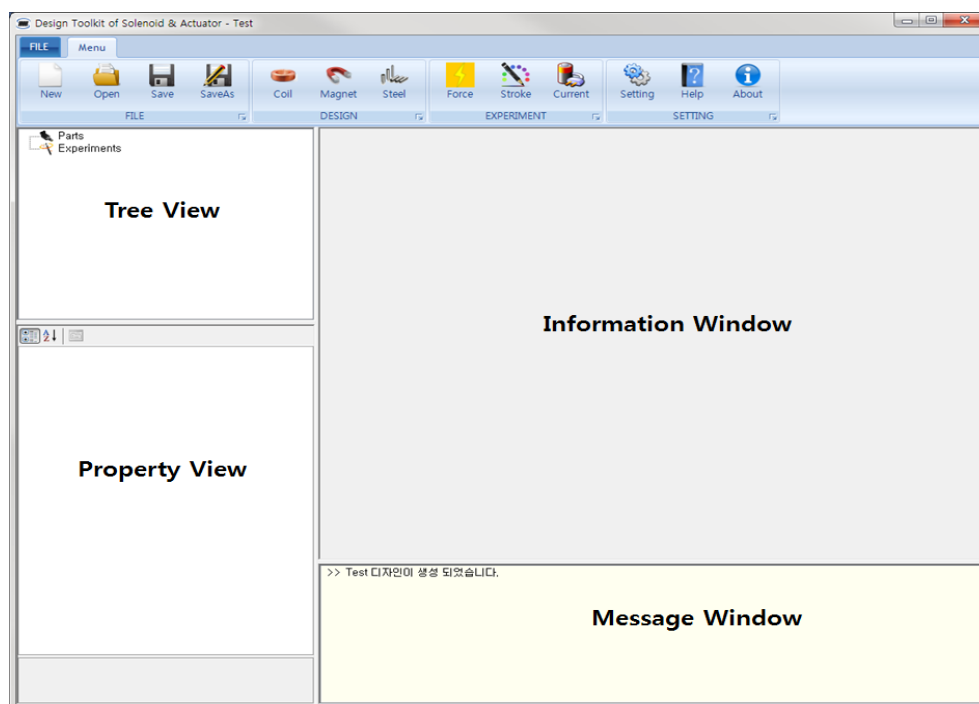 Design Toolkit of Solenoid & Actuator - Test
FILE Menu
New Open Save SaveAs Coil Magnet Steel Force Stroke Current Setting Help About
FILE DESIGN EXPERIMENT SETTING
Parts
Experiments
Tree View
Information Window
Property View
>> Test 디자인이 생성 되었습니다.
Message Window